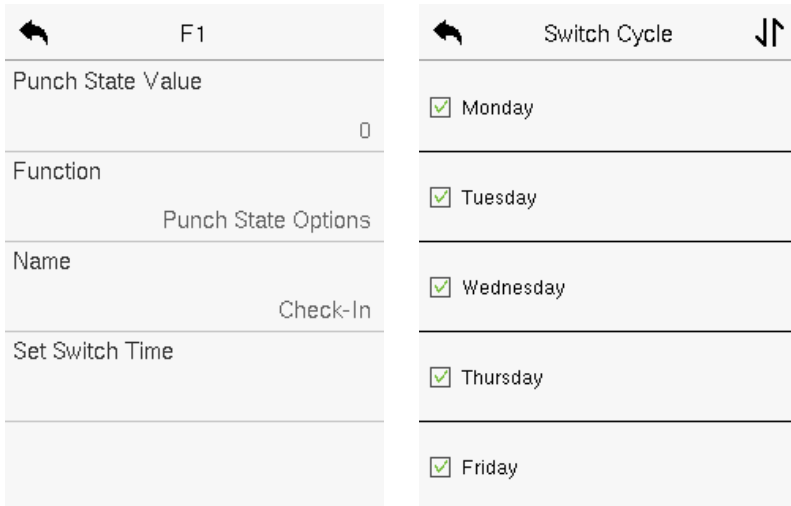 F1
Punch State Value
0
Function
Punch State Options
Name
Check-In
Set Switch Time
Switch Cycle
Monday
Tuesday
Wednesday
Thursday
Friday